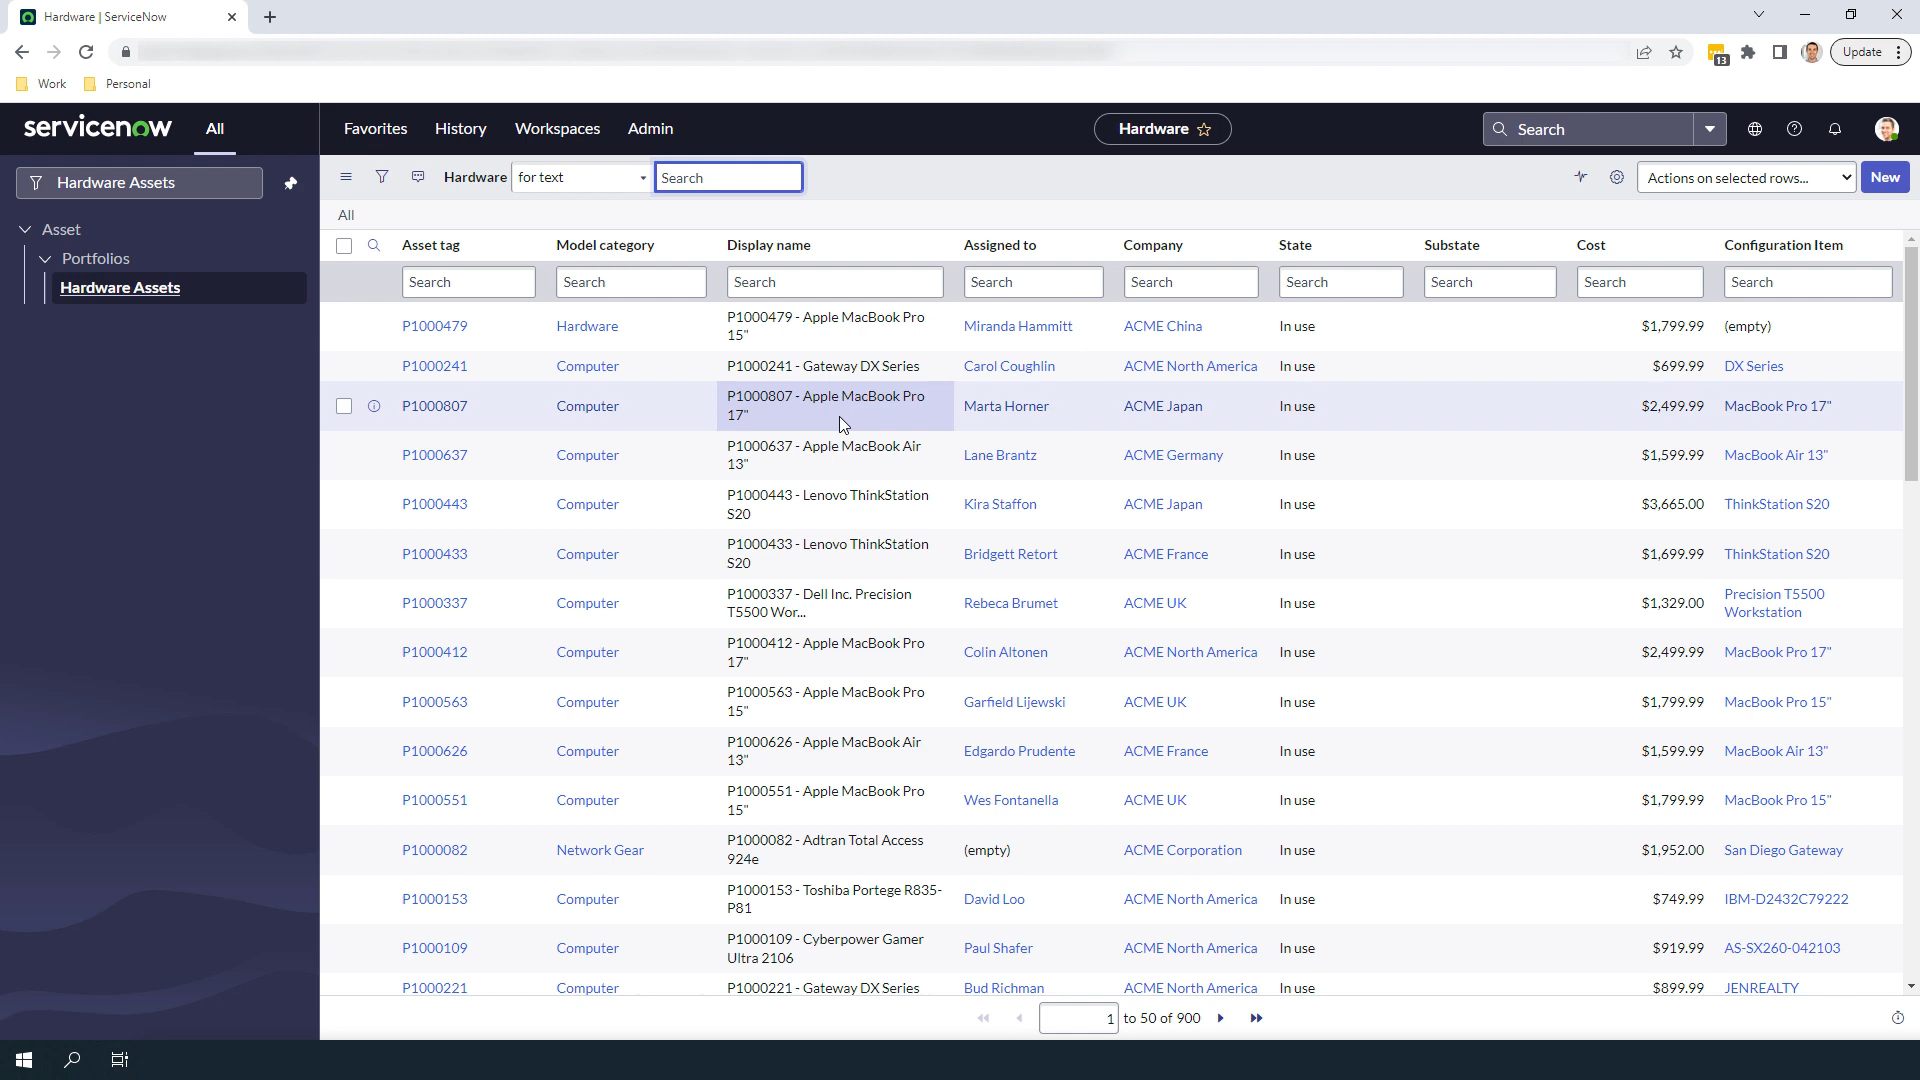 Hardware | ServiceNow
13
Update
Work
Personal
servicenow
All
Favorites
History
Workspaces
Admin
Hardware
Search
Hardware Assets
Hardware
for text
Search
Actions on selected rows...
New
Asset
Portfolios
Hardware Assets
All
Asset tag Model category Display name Assigned to Company State Substate Cost Configuration Item
Search Search Search Search Search Search Search Search Search
P1000479 Hardware P1000479 - Apple MacBook Pro 15" Miranda Hammitt ACME China In use $1,799.99 (empty)
P1000241 Computer P1000241 - Gateway DX Series Carol Coughlin ACME North America In use $699.99 DX Series
P1000807 Computer P1000807 - Apple MacBook Pro 17" Marta Horner ACME Japan In use $2,499.99 MacBook Pro 17"
P1000637 Computer P1000637 - Apple MacBook Air 13" Lane Brantz ACME Germany In use $1,599.99 MacBook Air 13"
P1000443 Computer P1000443 - Lenovo ThinkStation S20 Kira Staffon ACME Japan In use $3,665.00 ThinkStation S20
P1000433 Computer P1000433 - Lenovo ThinkStation S20 Bridgett Retort ACME France In use $1,699.99 ThinkStation S20
P1000337 Computer P1000337 - Dell Inc. Precision T5500 Wor... Rebeca Brumet ACME UK In use $1,329.00 Precision T5500 Workstation
P1000412 Computer P1000412 - Apple MacBook Pro 17" Colin Altonen ACME North America In use $2,499.99 MacBook Pro 17"
P1000563 Computer P1000563 - Apple MacBook Pro 15" Garfield Lijewski ACME UK In use $1,799.99 MacBook Pro 15"
P1000626 Computer P1000626 - Apple MacBook Air 13" Edgardo Prudente ACME France In use $1,599.99 MacBook Air 13"
P1000551 Computer P1000551 - Apple MacBook Pro 15" Wes Fontanella ACME UK In use $1,799.99 MacBook Pro 15"
P1000082 Network Gear P1000082 - Adtran Total Access 924e (empty) ACME Corporation In use $1,952.00 San Diego Gateway
P1000153 Computer P1000153 - Toshiba Portege R835-P81 David Loo ACME North America In use $749.99 IBM-D2432C79222
P1000109 Computer P1000109 - Cyberpower Gamer Ultra 2106 Paul Shafer ACME North America In use $919.99 AS-SX260-042103
P1000221 Computer P1000221 - Gateway DX Series Bud Richman ACME North America In use $899.99 JENREALTY
1 to 50 of 900